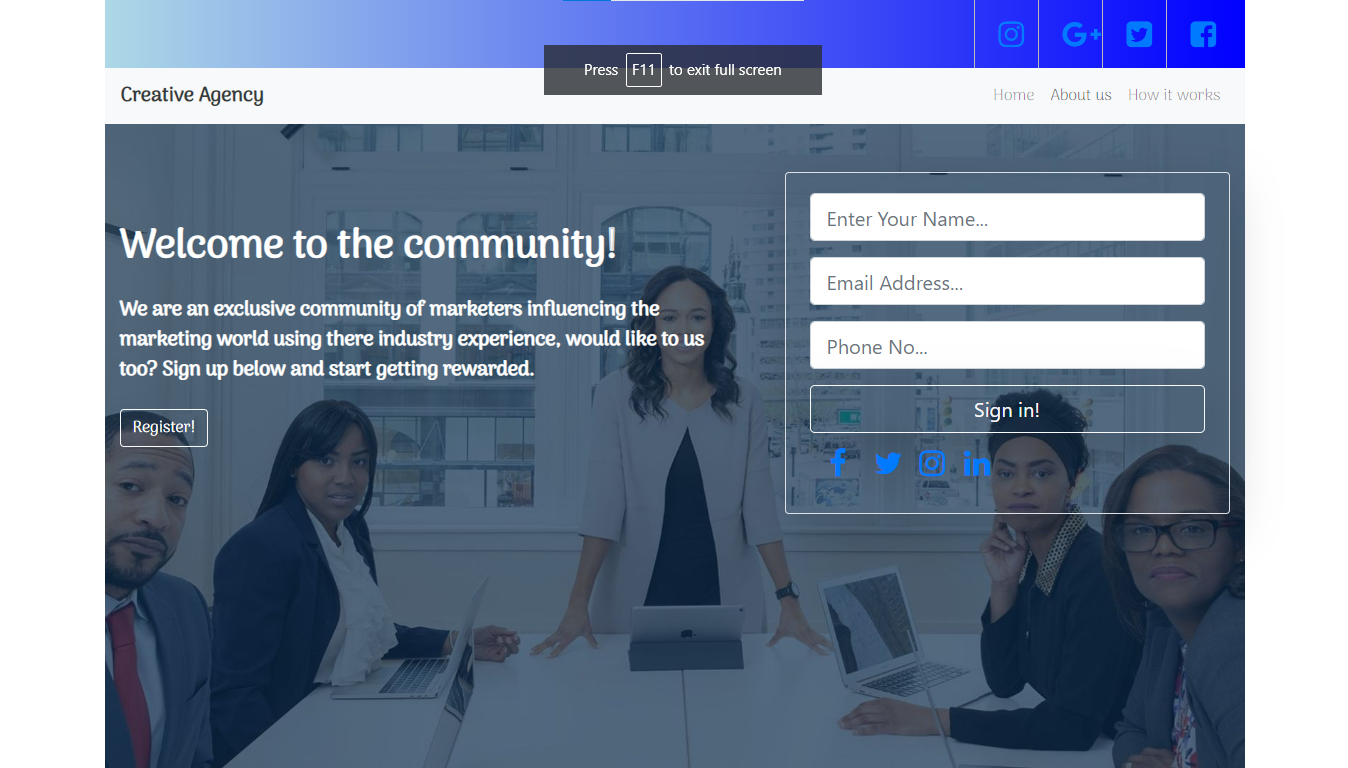 Press F11 to exit full screen
Creative Agency
Home About us How it works
Welcome to the community!
We are an exclusive community of marketers influencing the
marketing world using there industry experience, would like to us
too? Sign up below and start getting rewarded.
Register!
Enter Your Name...
Email Address...
Phone No...
Sign in!